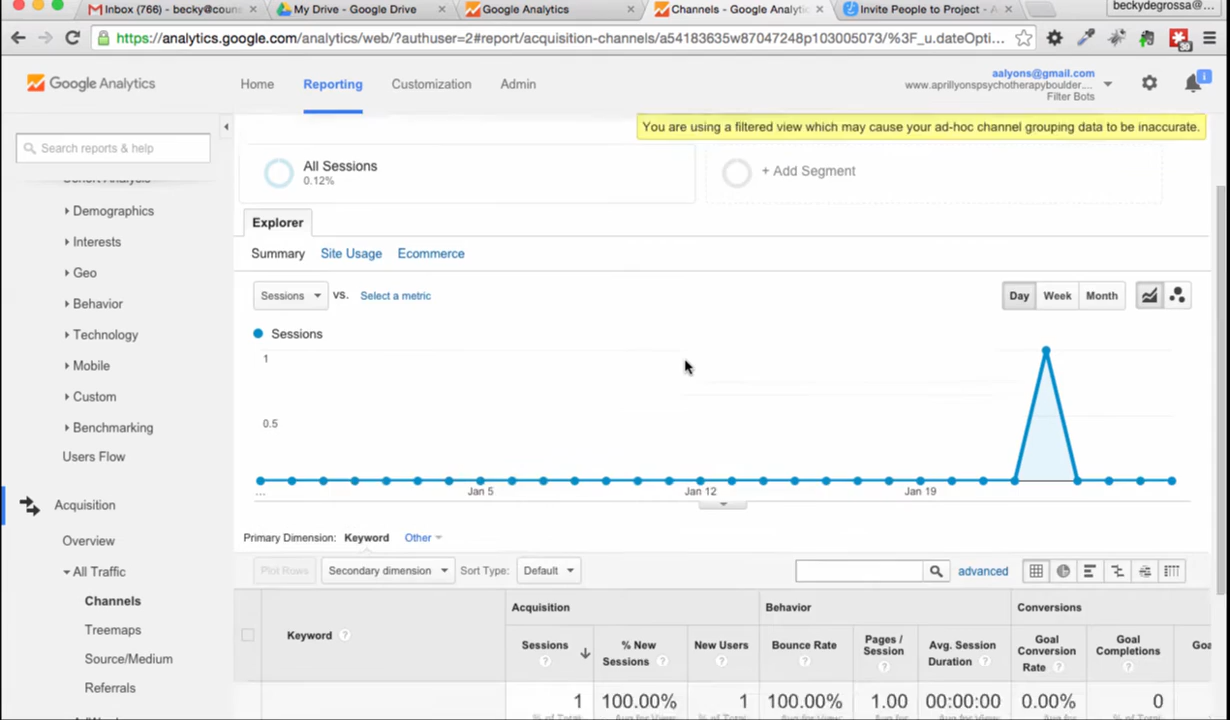 Inbox (766) - becky@couns
My Drive - Google Drive
Google Analytics
Channels - Google Analytic
Invite People to Project - A
beckydegrossa@
https://analytics.google.com/analytics/web/?authuser=2#report/acquisition-channels/a54183635w87047248p103005073/%3F_u.dateOpti...
Google Analytics
Home
Reporting
Customization
Admin
aalyons@gmail.com
www.aprillyonspsychotherapyboulder....
Filter Bots
You are using a filtered view which may cause your ad-hoc channel grouping data to be inaccurate.
Search reports & help
All Sessions
0.12%
+ Add Segment
Cohort Analysis
Demographics
Interests
Geo
Behavior
Technology
Mobile
Custom
Benchmarking
Users Flow
Acquisition
Overview
All Traffic
Channels
Treemaps
Source/Medium
Referrals
Explorer
Summary Site Usage Ecommerce
Sessions VS. Select a metric
Day Week Month
Sessions
1
0.5
... Jan 5 Jan 12 Jan 19
Primary Dimension: Keyword Other
Plot Rows Secondary dimension Sort Type: Default advanced
Keyword
Acquisition Behavior Conversions
Sessions
% New Sessions
New Users
Bounce Rate
Pages / Session
Avg. Session Duration
Goal Conversion Rate
Goal Completions
Goa
1 100.00% 1 100.00% 1.00 00:00:00 0.00% 0